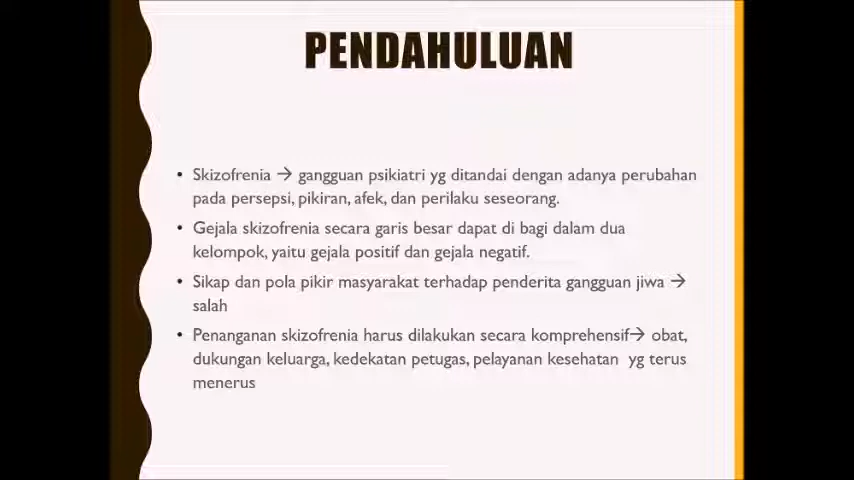 PENDAHULUAN
• Skizofrenia → gangguan psikiatri yg ditandai dengan adanya perubahan
pada persepsi, pikiran, afek, dan perilaku seseorang.
• Gejala skizofrenia secara garis besar dapat di bagi dalam dua
kelompok, yaitu gejala positif dan gejala negatif.
• Sikap dan pola pikir masyarakat terhadap penderita gangguan jiwa →
salah
• Penanganan skizofrenia harus dilakukan secara komprehensif→ obat,
dukungan keluarga, kedekatan petugas, pelayanan kesehatan yg terus
menerus